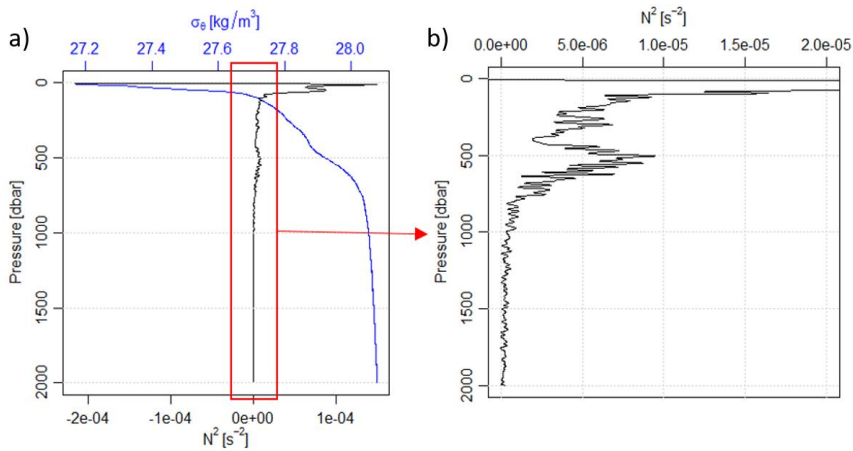 a)
σθ [kg/m³]
27.2 27.4 27.6 27.8 28.0
Pressure [dbar]
0
500
1000
1500
2000
-2e-04 -1e-04 0e+00 1e-04
N² [s⁻²]
b)
N² [s⁻²]
0.0e+00 5.0e-06 1.0e-05 1.5e-05 2.0e-05
Pressure [dbar]
0
500
1000
1500
2000